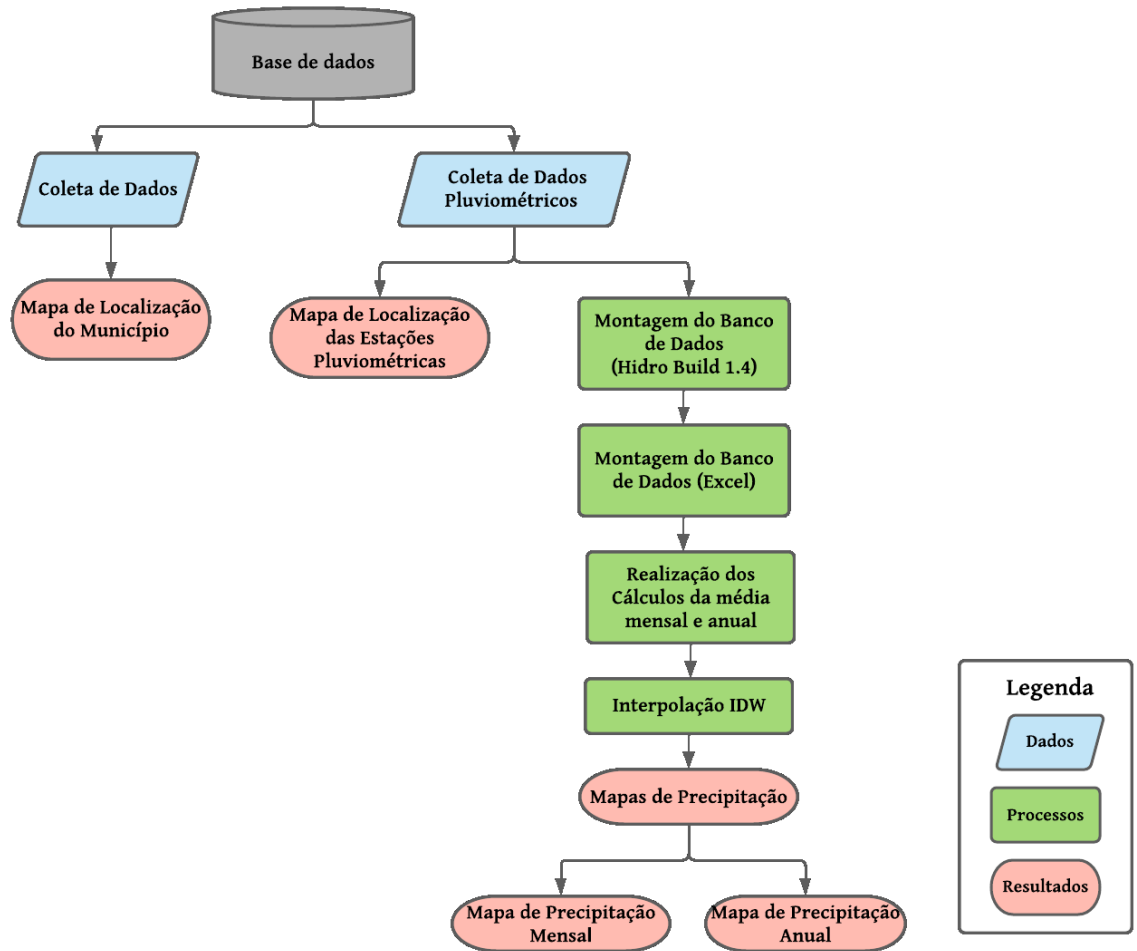 Base de dados
Coleta de Dados
Coleta de Dados
Pluviométricos
Mapa de Localização
do Município
Mapa de Localização
das Estações
Pluviométricas
Montagem do Banco
de Dados
(Hidro Build 1.4)
Montagem do Banco
de Dados (Excel)
Realização dos
Cálculos da média
mensal e anual
Interpolação IDW
Mapas de Precipitação
Mapa de Precipitação
Mensal
Mapa de Precipitação
Anual
Legenda
Dados
Processos
Resultados